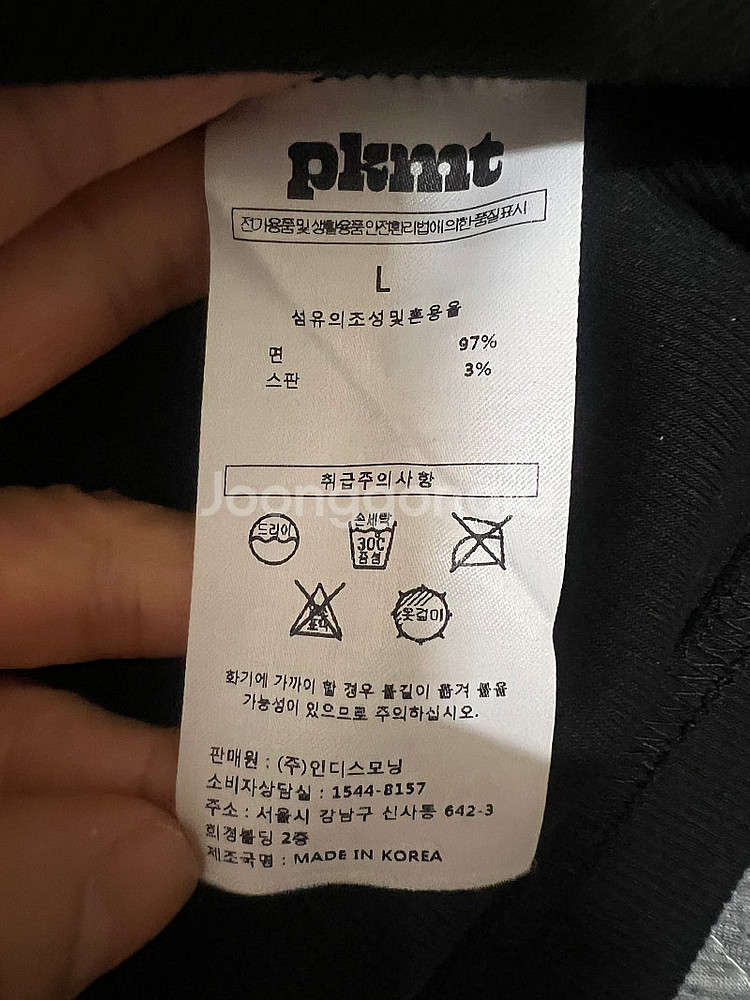 pkmt
전기용품 및 생활용품 안전관리법에 의한 품질표시
L
섬유의 조성 및 혼용율
면 97%
스판 3%
취급주의사항
드라이
손세탁
30℃
중성
표백
옷걸이
화기에 가까이 할 경우 불길이 옮겨 붙을
가능성이 있으므로 주의하십시오.
판매원 : (주)인디스모닝
소비자상담실 : 1544-8157
주소 : 서울시 강남구 신사동 642-3
희경빌딩 2층
제조국명 : MADE IN KOREA